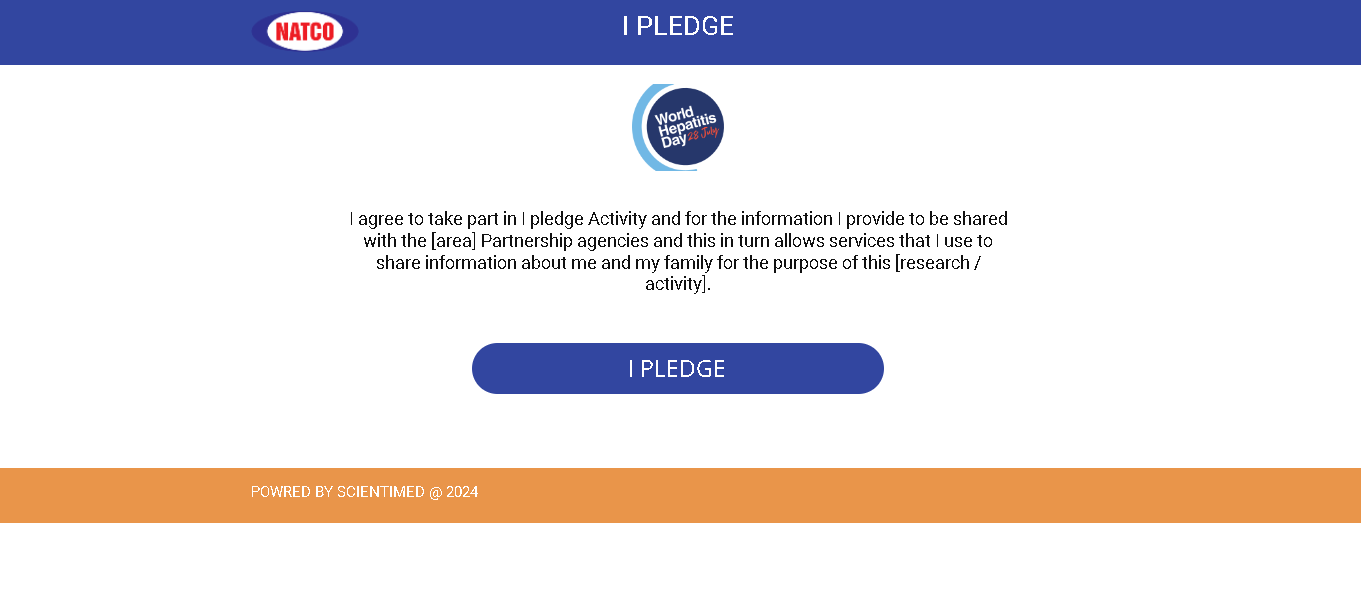 NATCO
I PLEDGE
World
Hepatitis
Day 28 July
I agree to take part in I pledge Activity and for the information I provide to be shared
with the [area] Partnership agencies and this in turn allows services that I use to
share information about me and my family for the purpose of this [research /
activity].
I PLEDGE
POWRED BY SCIENTIMED @ 2024